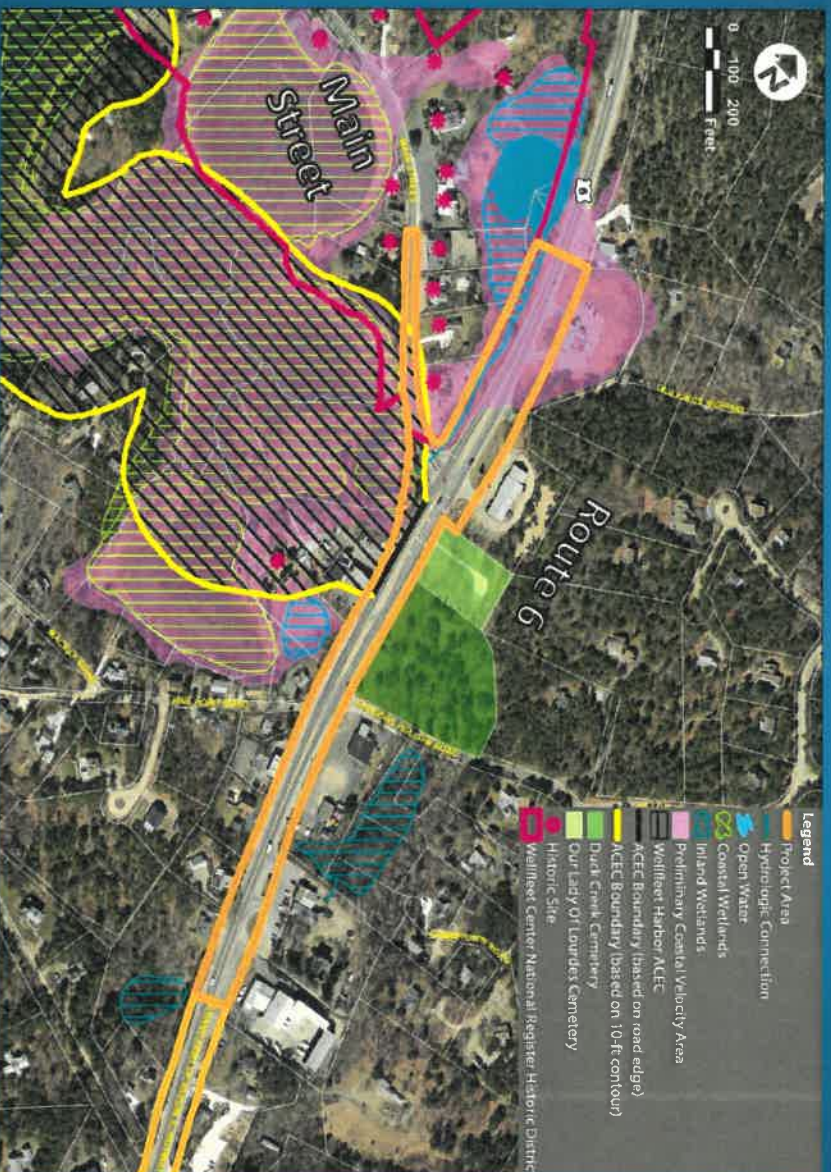 N
0 100 200
Feet
6
Main
Street
Route 6
Legend
Project Area
Hydrologic Connection
Open Water
Coastal Wetlands
Inland Wetlands
Preliminary Coastal Velocity Area
Wellfleet Harbor ACEC
ACEC Boundary (based on road edge)
ACEC Boundary (based on 10-ft contour)
Duck Creek Cemetery
Our Lady Of Lourdes Cemetery
Historic Site
Wellfleet Center National Register Historic Distric